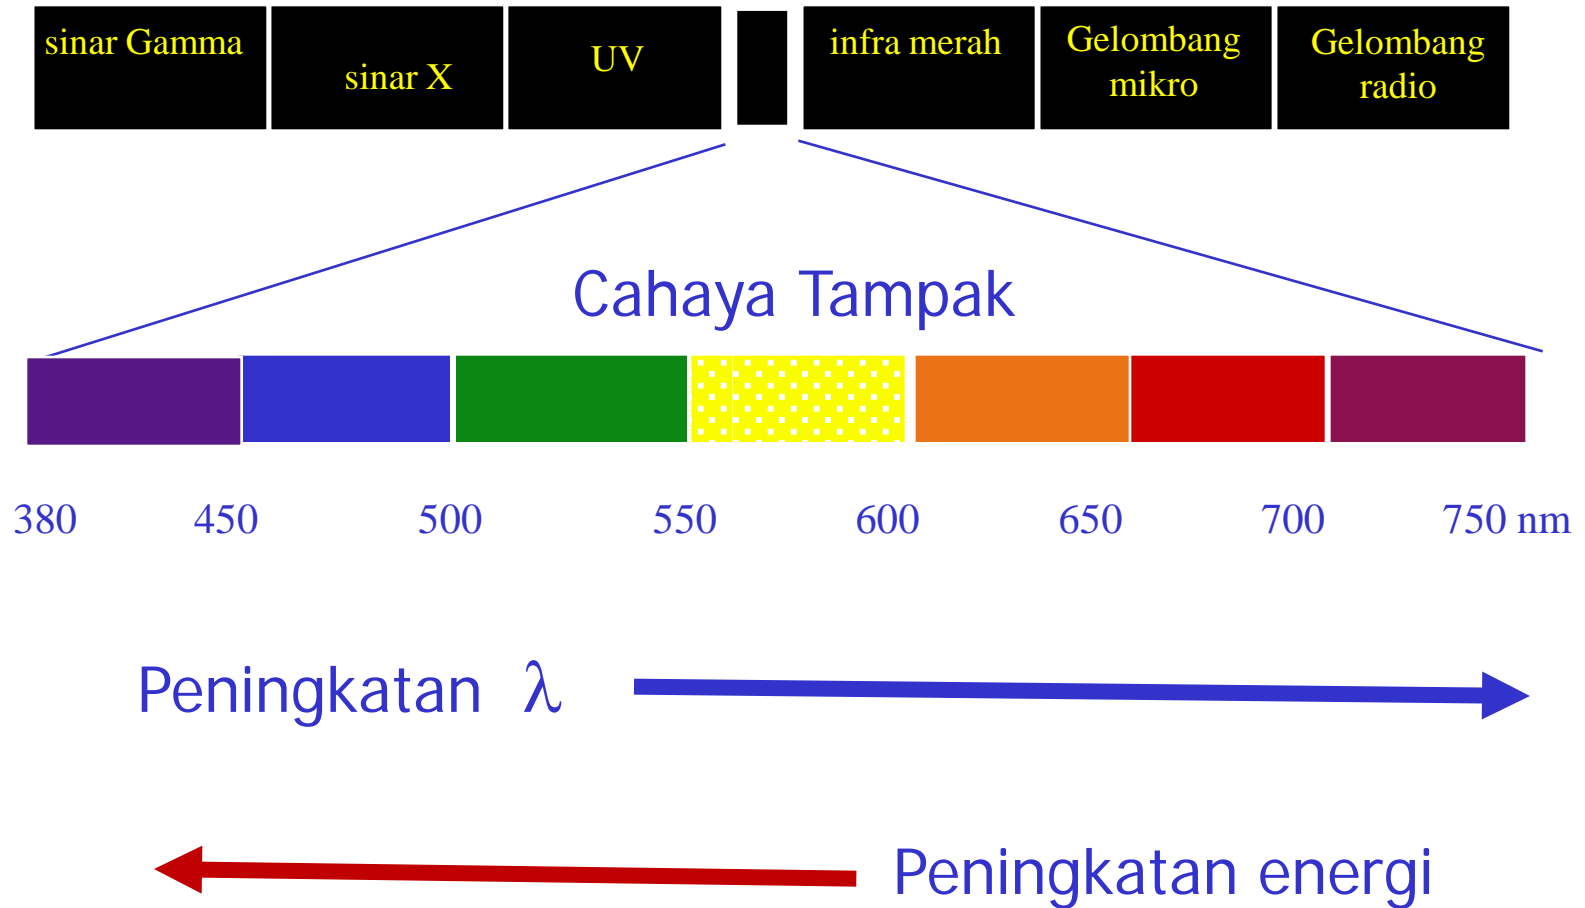 sinar Gamma
sinar X
UV
infra merah
Gelombang
mikro
Gelombang
radio
Cahaya Tampak
380 450 500 550 600 650 700 750 nm
Peningkatan λ
Peningkatan energi